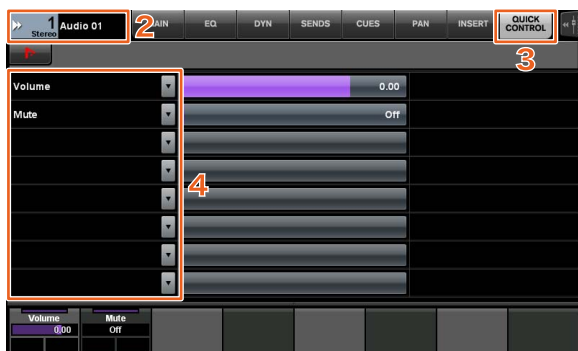 1 Stereo Audio 01 2 AIN EQ DYN SENDS CUES PAN INSERT QUICK CONTROL
3
Volume 0.00
Mute Off
4
Volume Mute
0.00 Off